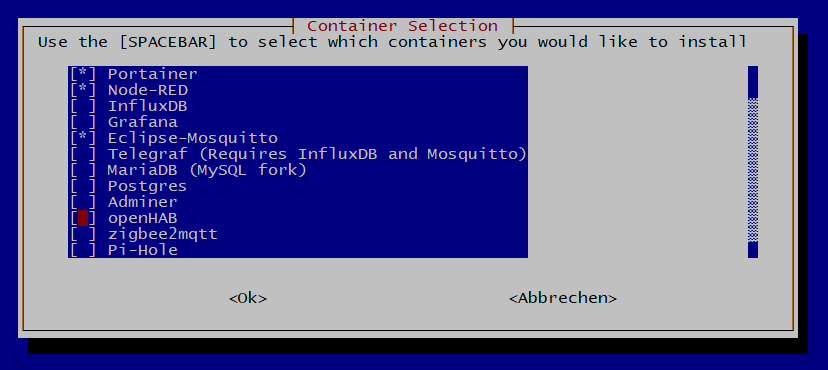 Container Selection
Use the [SPACEBAR] to select which containers you would like to install
[*] Portainer
[*] Node-RED
[ ] InfluxDB
[ ] Grafana
[*] Eclipse-Mosquitto
[ ] Telegraf (Requires InfluxDB and Mosquitto)
[ ] MariaDB (MySQL fork)
[ ] Postgres
[ ] Adminer
[ ] openHAB
[ ] zigbee2mqtt
[ ] Pi-Hole
<Ok> <Abbrechen>